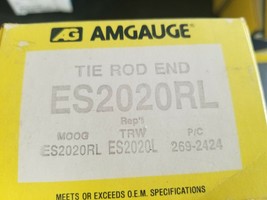 AG AMGAUGE®
TIE ROD END
ES2020RL
Rep't
MOOG TRW P/C
ES2020RL ES2020L 269-2424
MEETS OR EXCEEDS O.E.M. SPECIFICATIONS